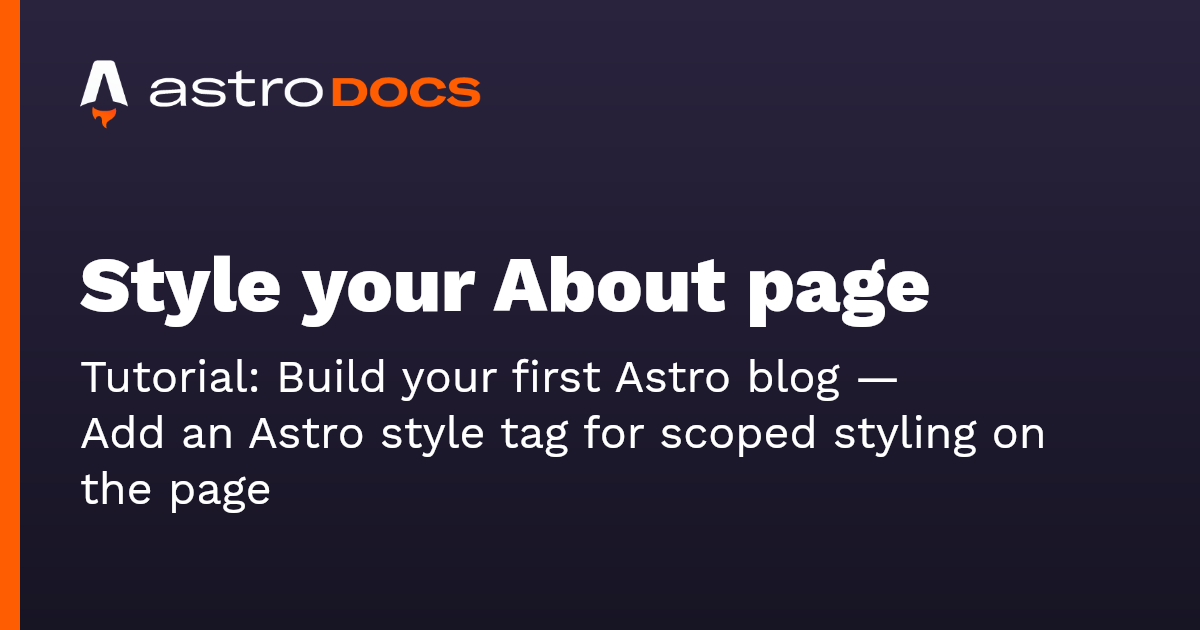 astro DOCS
Style your About page
Tutorial: Build your first Astro blog —
Add an Astro style tag for scoped styling on
the page